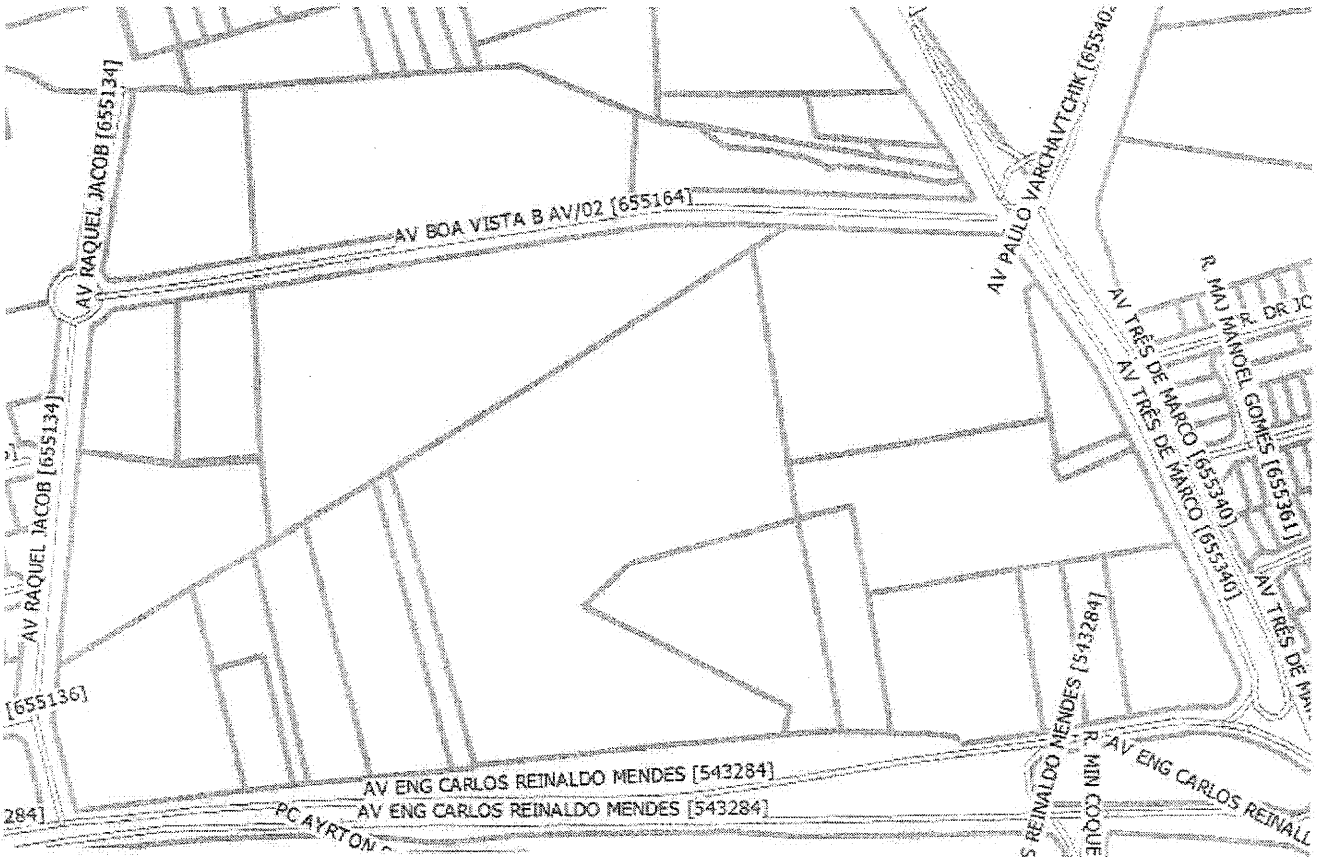 AV RAQUEL JACOB [655134]
AV PAULO VARCHAVTCHIK [65540
AV BOA VISTA B AV/02 [655164]
R. MAJ MANOEL GOMES [655361]
R. DR JO
AV TRÊS DE MARCO [655340]
AV TRÊS DE MARCO [655340]
AV RAQUEL JACOB [655134]
AV TRÊS DE MA
[655136]
S REINALDO MENDES [543284]
R. MIN COQUE
AV ENG CARLOS REINALL
AV ENG CARLOS REINALDO MENDES [543284]
AV ENG CARLOS REINALDO MENDES [543284]
284]
PC AYRTON